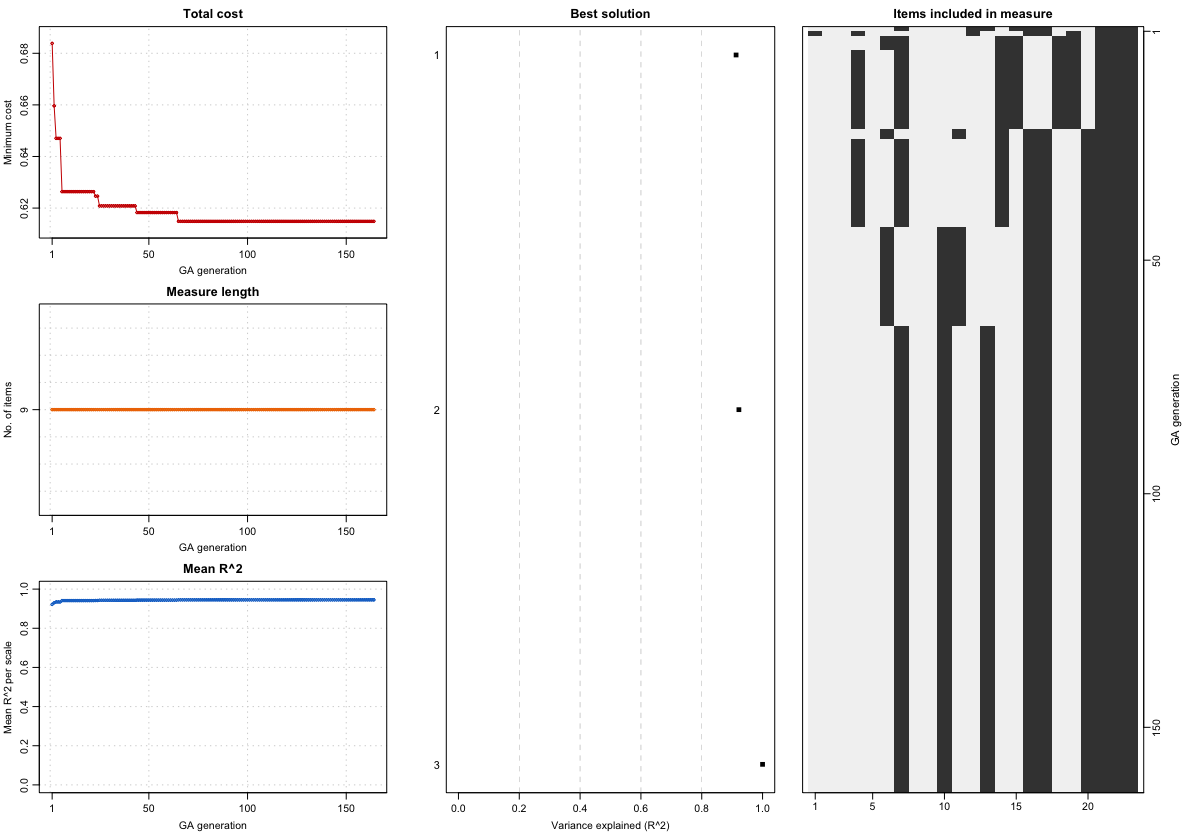 Total cost
Minimum cost
0.62 0.64 0.66 0.68
1 50 100 150
GA generation
Measure length
No. of items
9
1 50 100 150
GA generation
Mean R^2
Mean R^2 per scale
0.0 0.2 0.4 0.6 0.8 1.0
1 50 100 150
GA generation
Best solution
1
2
3
0.0 0.2 0.4 0.6 0.8 1.0
Variance explained (R^2)
Items included in measure
1 50 100 150
GA generation
1 5 10 15 20